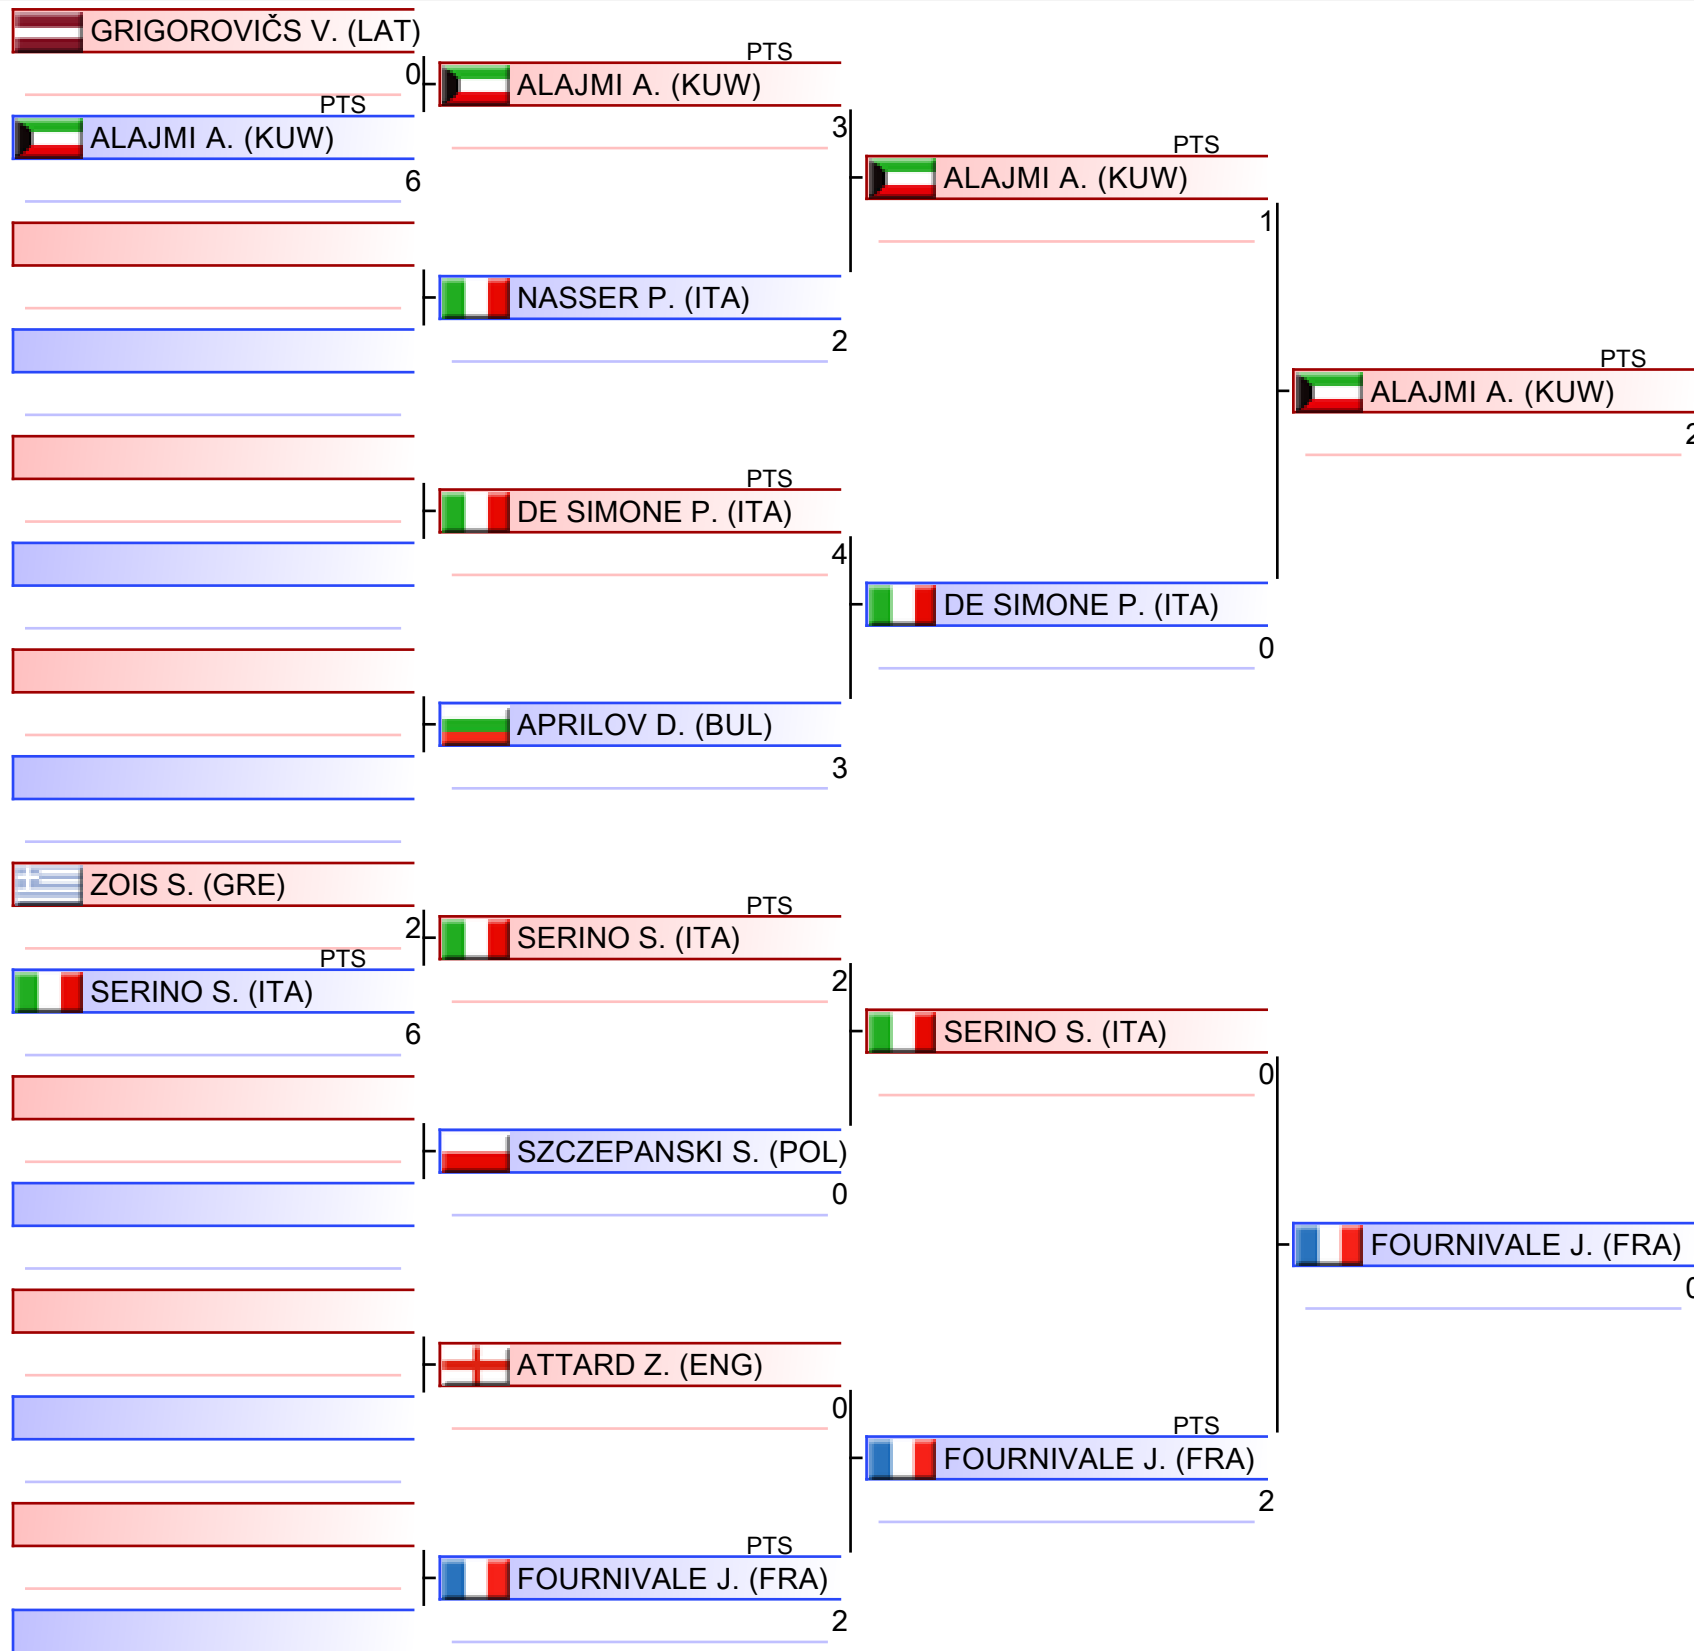 GRIGOROVIČS V. (LAT)
0
PTS
ALAJMI A. (KUW)
6
ZOIS S. (GRE)
2
PTS
SERINO S. (ITA)
6
PTS
ALAJMI A. (KUW)
3
NASSER P. (ITA)
2
PTS
DE SIMONE P. (ITA)
4
APRILOV D. (BUL)
3
PTS
SERINO S. (ITA)
2
SZCZEPANSKI S. (POL)
0
ATTARD Z. (ENG)
0
PTS
FOURNIVALE J. (FRA)
2
PTS
ALAJMI A. (KUW)
1
DE SIMONE P. (ITA)
0
SERINO S. (ITA)
0
PTS
FOURNIVALE J. (FRA)
2
PTS
ALAJMI A. (KUW)
2
FOURNIVALE J. (FRA)
0